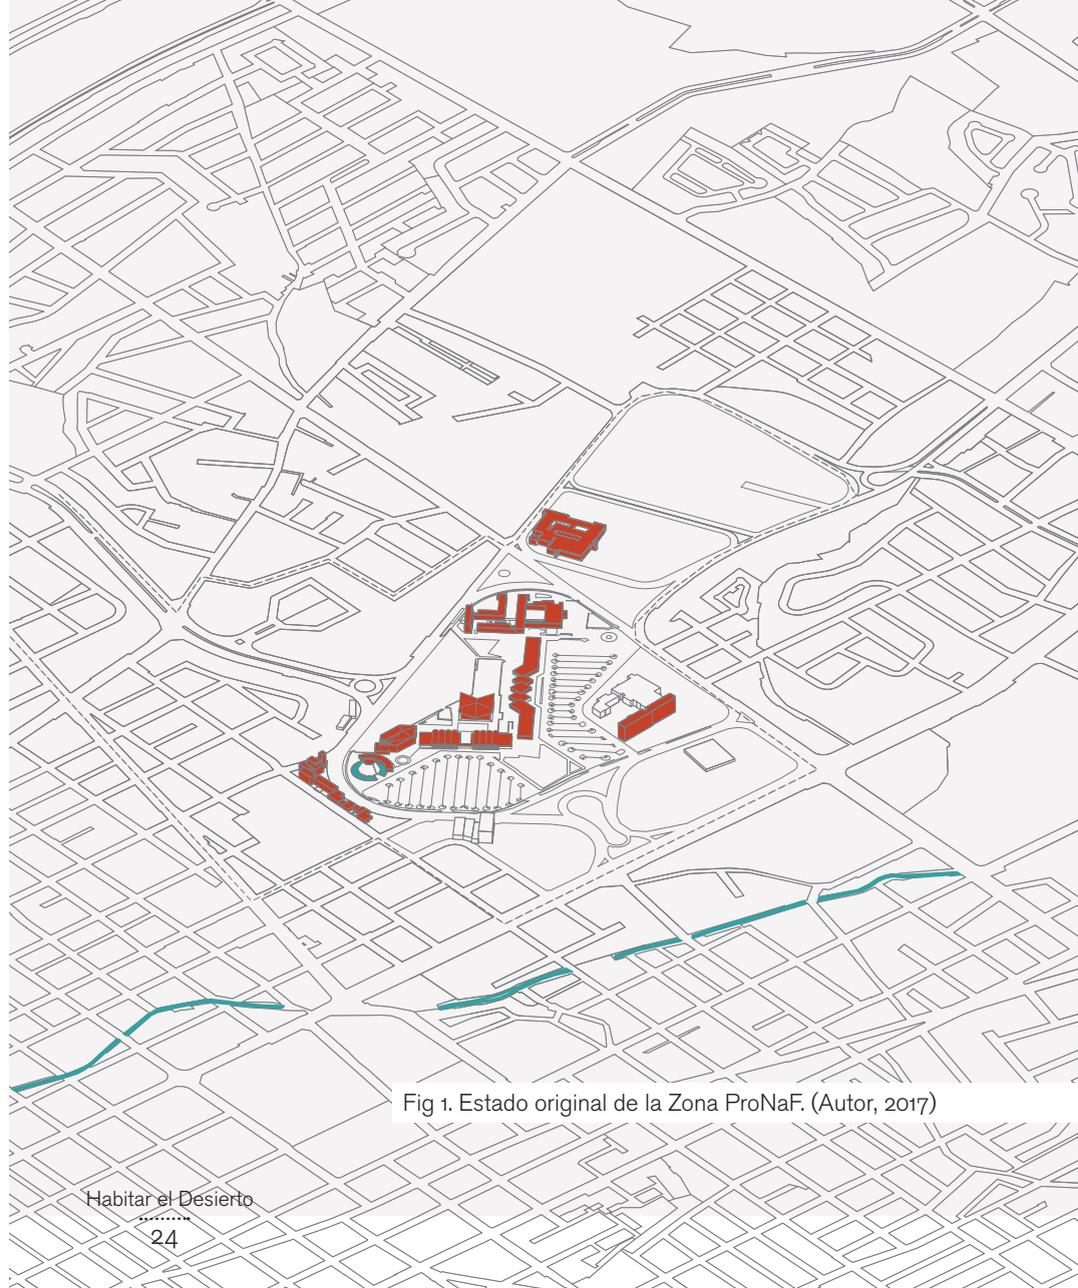 Fig 1. Estado original de la Zona ProNaF. (Autor, 2017)
Habitar el Desierto
24